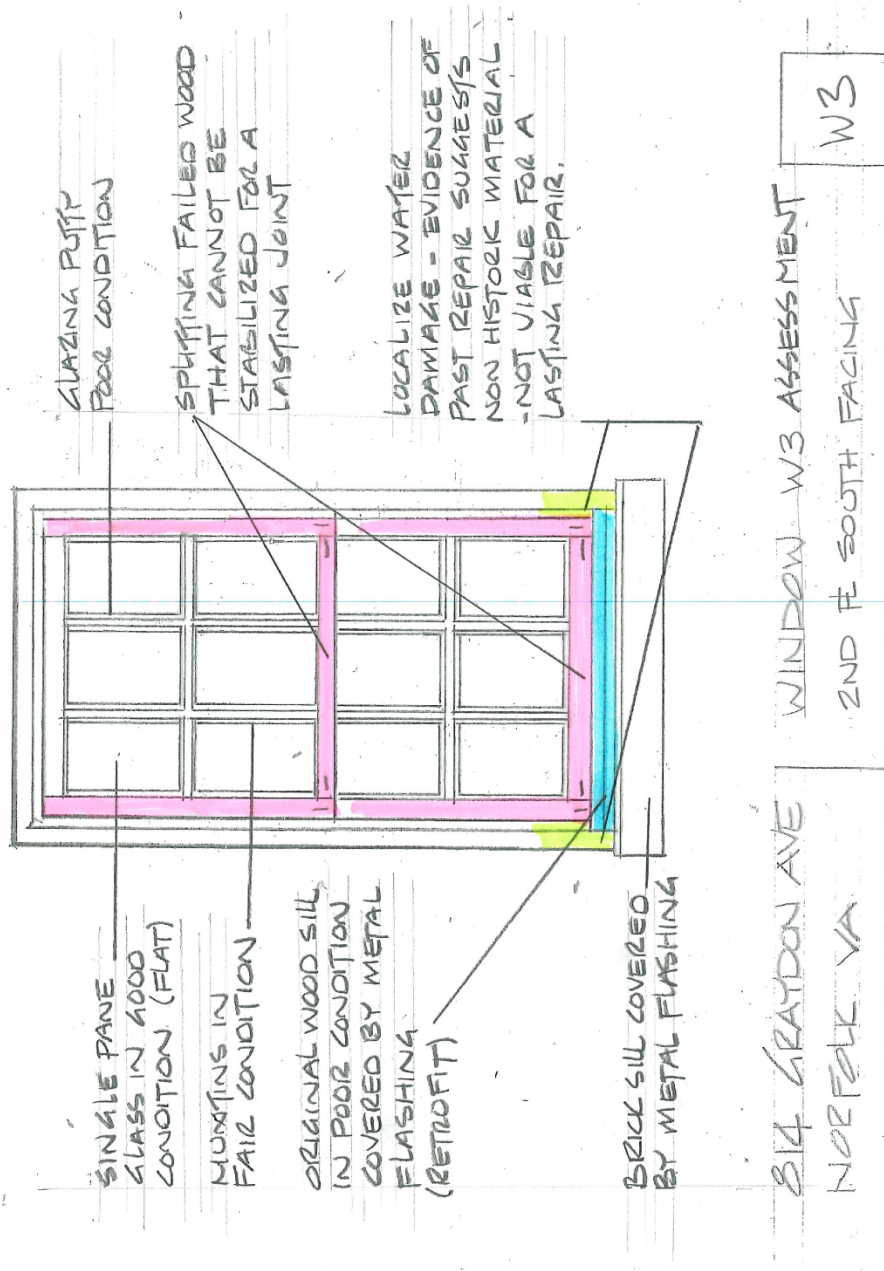 SINGLE PANE
GLASS IN GOOD
CONDITION. (FLAT)
MUNTINS IN
FAIR CONDITION
ORIGINAL WOOD SILL
IN POOR CONDITION
COVERED BY METAL
FLASHING
(RETROFIT)
BRICK SILL COVERED
BY METAL FLASHING
GLAZING PUTTY
POOR CONDITION
SPLITTING FAILED WOOD
THAT CANNOT BE
STABILIZED FOR A
LASTING JOINT
LOCALIZE WATER
DAMAGE - EVIDENCE OF
PAST REPAIR SUGGESTS
NON HISTORIC MATERIAL
- NOT VIABLE FOR A
LASTING REPAIR.
814 GRAYDON AVE
NORFOLK VA
WINDOW W3 ASSESSMENT
2ND FL SOUTH FACING
W3